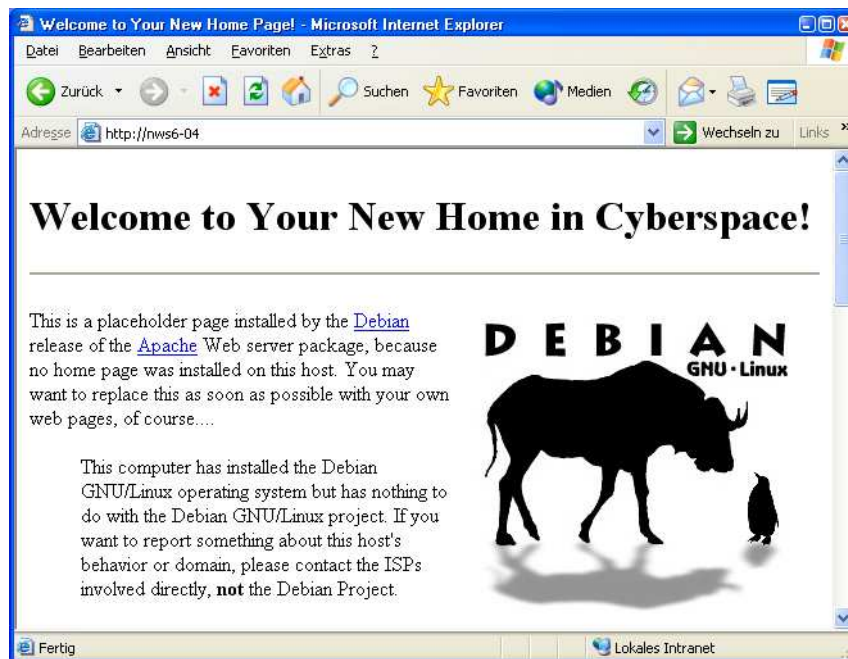 Welcome to Your New Home Page! - Microsoft Internet Explorer
Datei Bearbeiten Ansicht Favoriten Extras ?
Zurück Suchen Favoriten Medien
Adresse http://nws6-04 Wechseln zu Links »
Welcome to Your New Home in Cyberspace!
This is a placeholder page installed by the Debian
release of the Apache Web server package, because
no home page was installed on this host. You may
want to replace this as soon as possible with your own
web pages, of course....
DEBIAN
GNU · Linux
This computer has installed the Debian
GNU/Linux operating system but has nothing to
do with the Debian GNU/Linux project. If you
want to report something about this host's
behavior or domain, please contact the ISPs
involved directly, not the Debian Project.
Fertig Lokales Intranet